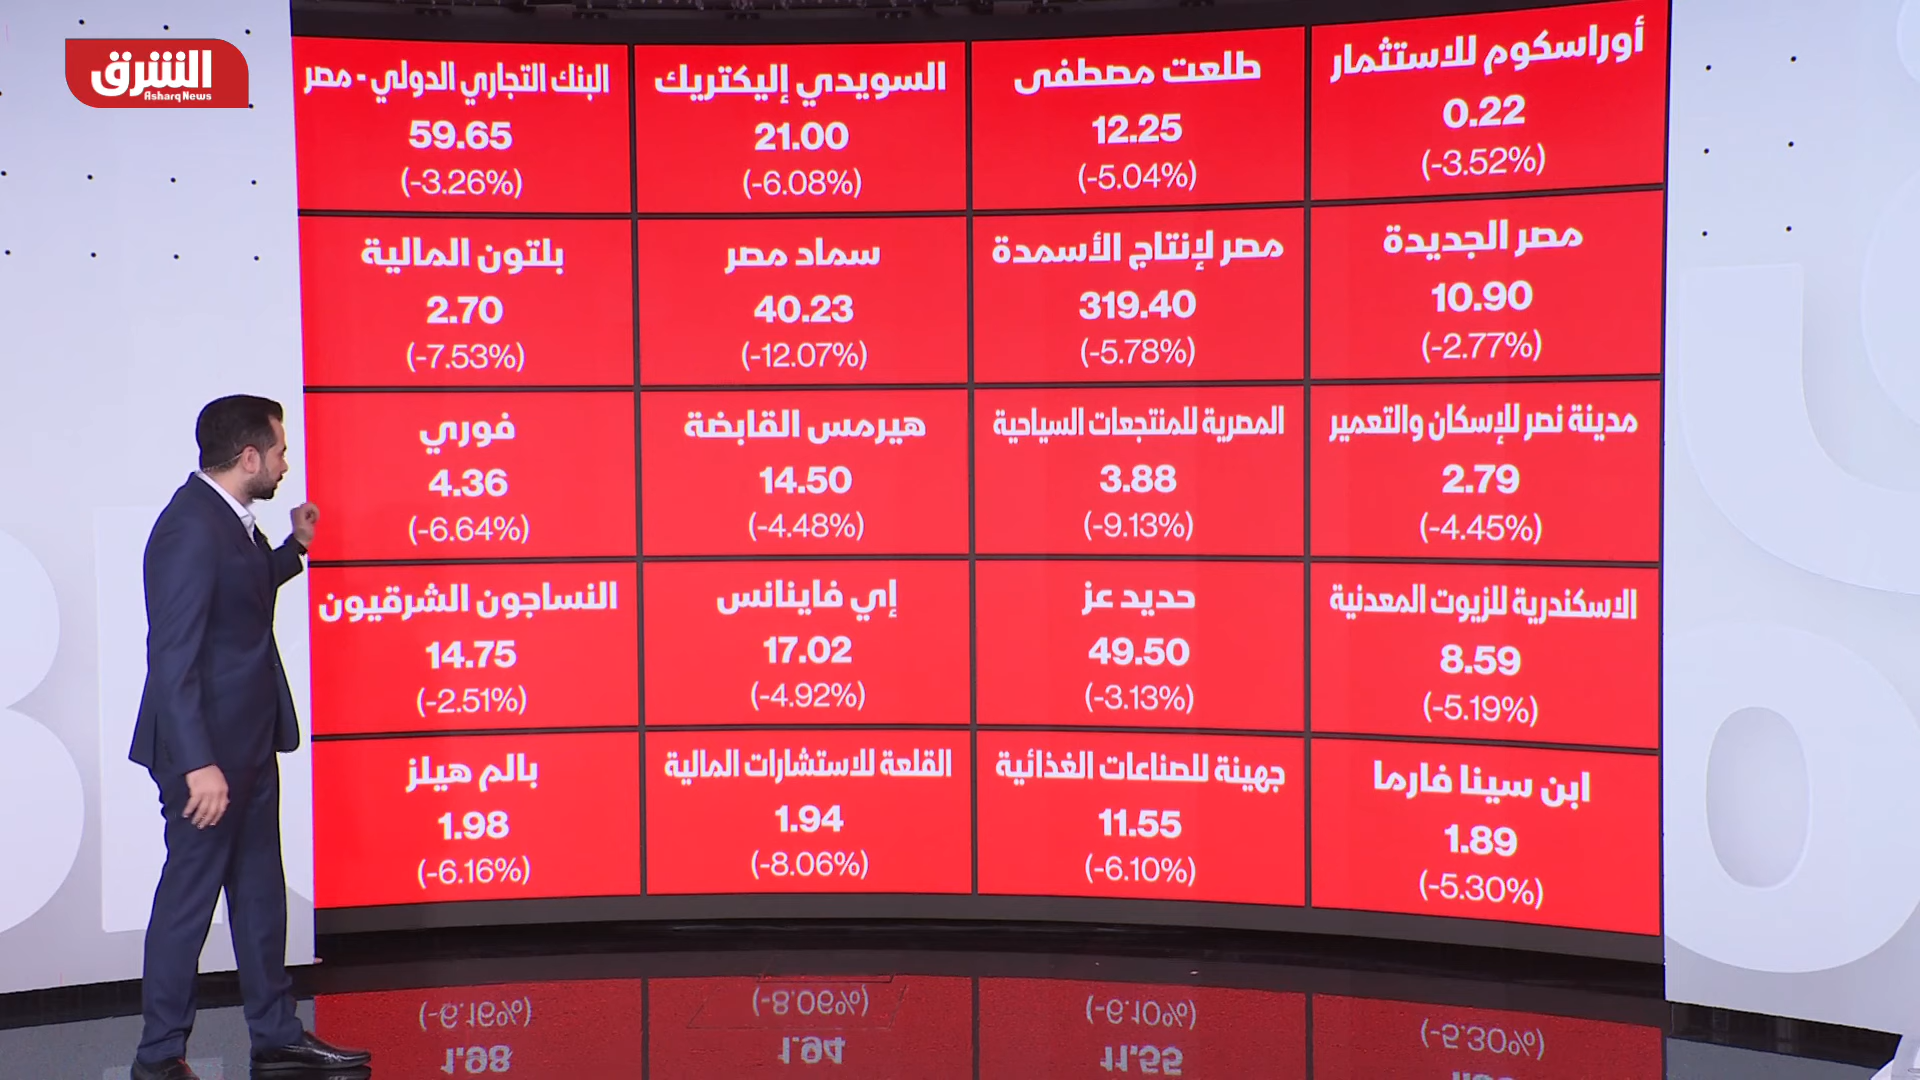 الشرق
Asharq News
أوراسكوم للاستثمار
0.22
(-3.52%)
طلعت مصطفى
12.25
(-5.04%)
السويدي إليكتريك
21.00
(-6.08%)
البنك التجاري الدولي - مصر
59.65
(-3.26%)
مصر الجديدة
10.90
(-2.77%)
مصر لإنتاج الأسمدة
319.40
(-5.78%)
سماد مصر
40.23
(-12.07%)
بلتون المالية
2.70
(-7.53%)
مدينة نصر للإسكان والتعمير
2.79
(-4.45%)
المصرية للمنتجعات السياحية
3.88
(-9.13%)
هيرمس القابضة
14.50
(-4.48%)
فوري
4.36
(-6.64%)
الاسكندرية للزيوت المعدنية
8.59
(-5.19%)
حديد عز
49.50
(-3.13%)
إي فاينانس
17.02
(-4.92%)
النساجون الشرقيون
14.75
(-2.51%)
ابن سينا فارما
1.89
(-5.30%)
جهينة للصناعات الغذائية
11.55
(-6.10%)
القلعة للاستشارات المالية
1.94
(-8.06%)
بالم هيلز
1.98
(-6.16%)